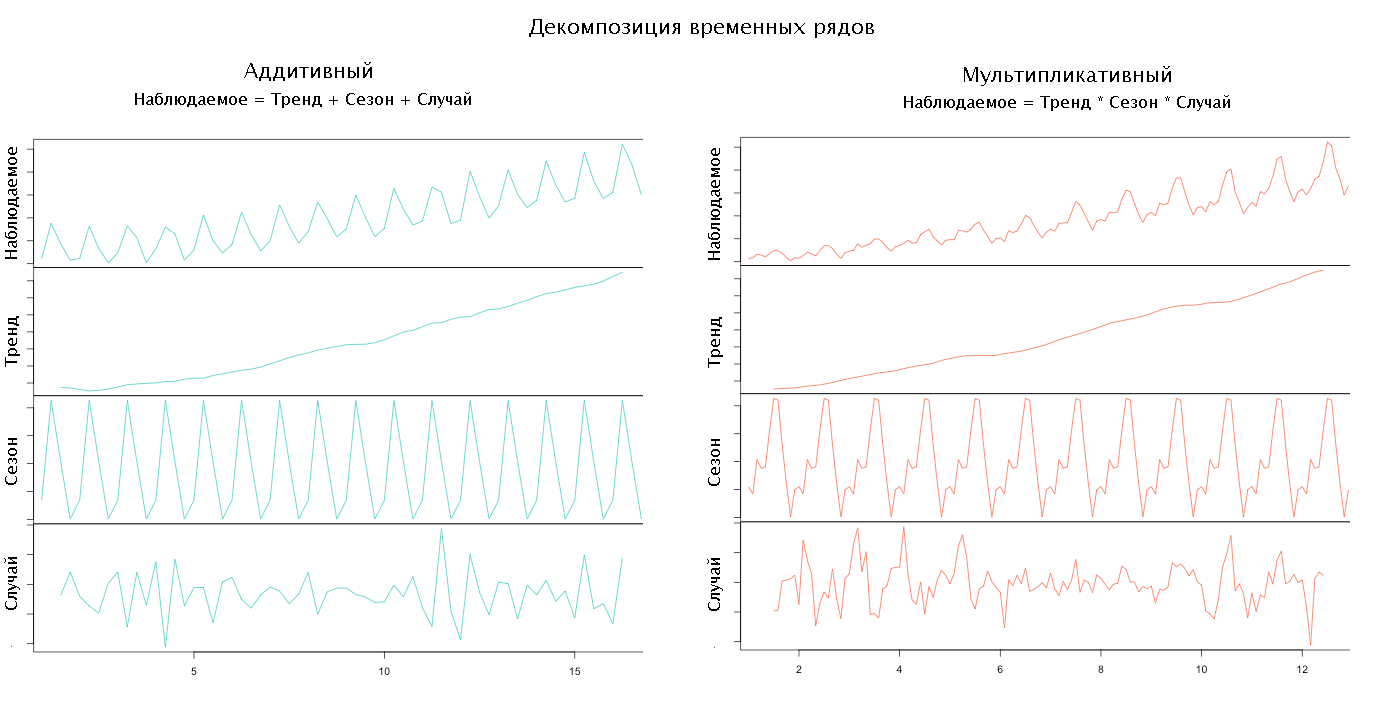 Декомпозиция временных рядов
Аддитивный
Наблюдаемое = Тренд + Сезон + Случай
Наблюдаемое
Тренд
Сезон
Случай
5 10 15
Мультипликативный
Наблюдаемое = Тренд * Сезон * Случай
Наблюдаемое
Тренд
Сезон
Случай
2 4 6 8 10 12